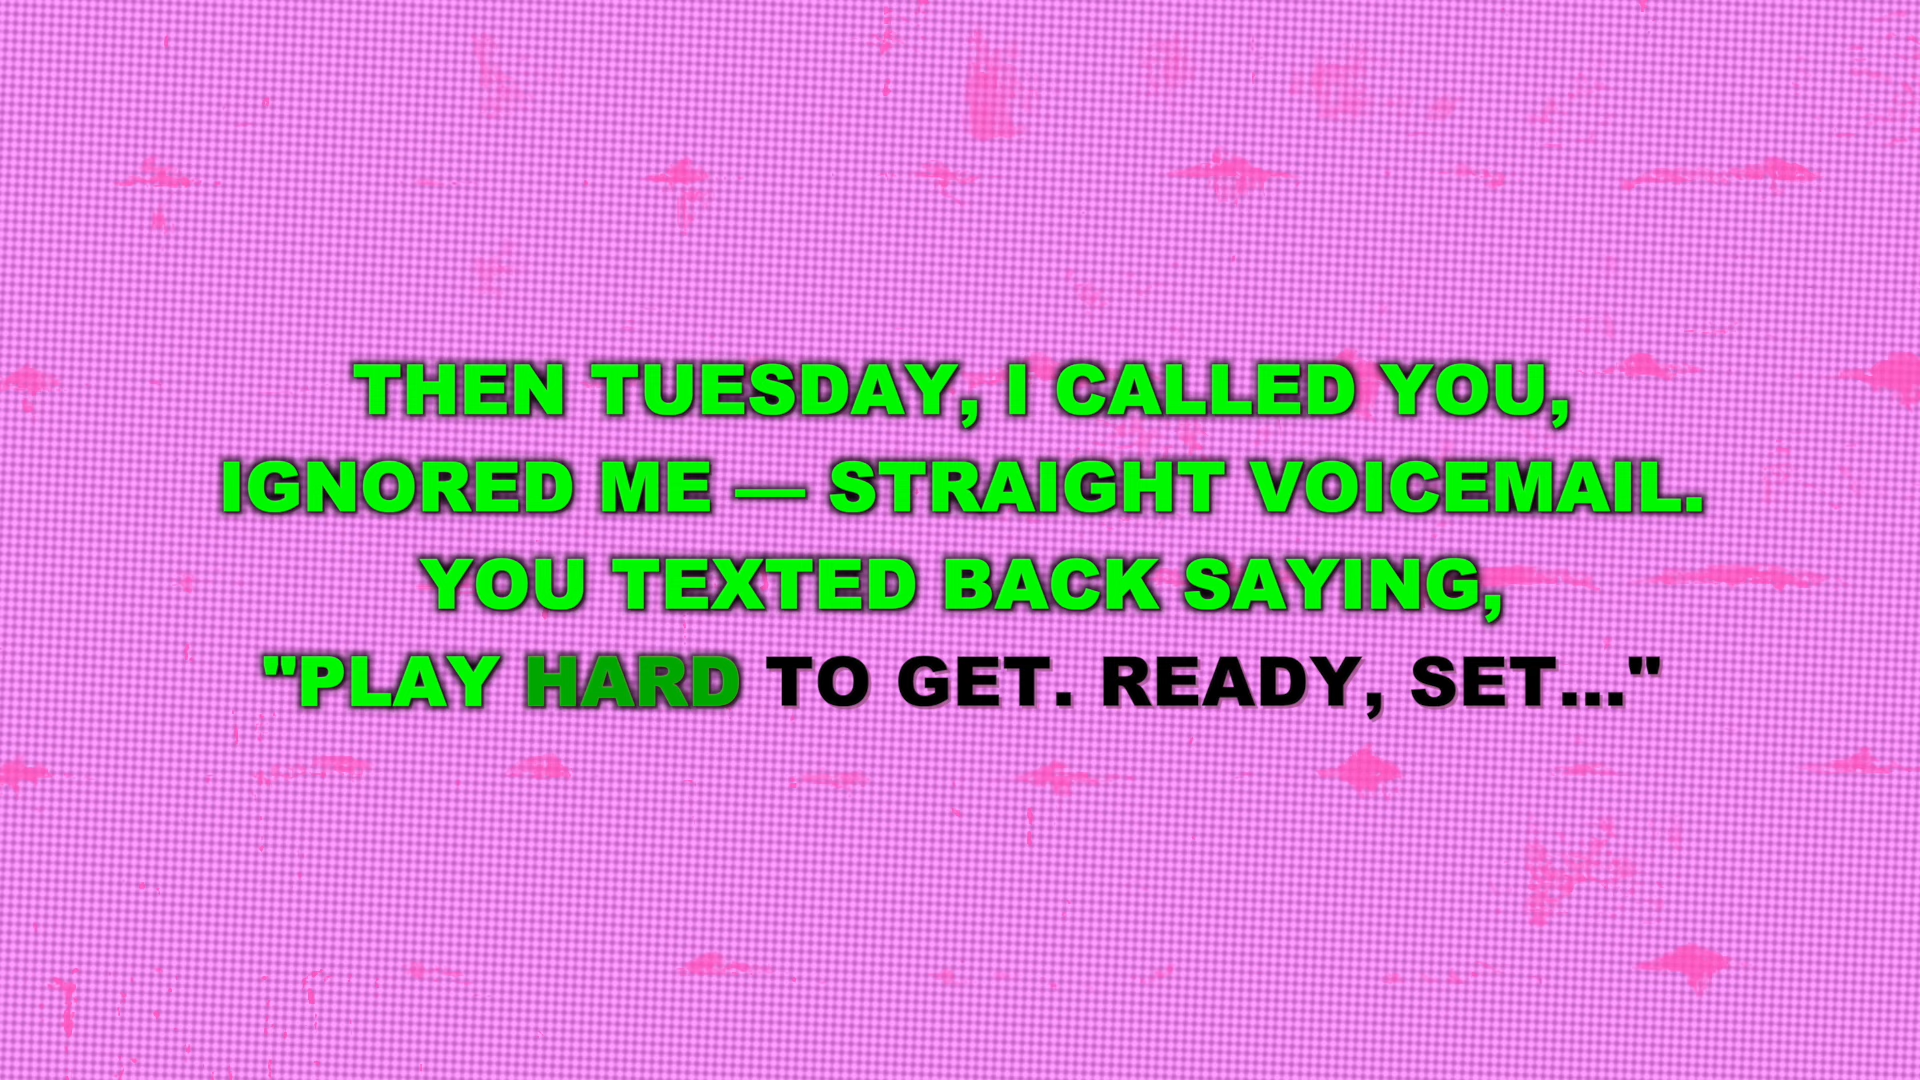 THEN TUESDAY, I CALLED YOU,
IGNORED ME — STRAIGHT VOICEMAIL.
YOU TEXTED BACK SAYING,
"PLAY HARD TO GET. READY, SET..."